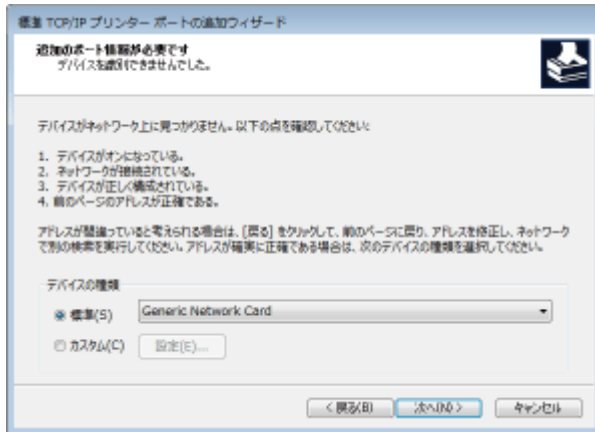 標準 TCP/IP プリンター ポートの追加ウィザード
追加のポート情報が必要です
デバイスを識別できませんでした。
デバイスがネットワーク上に見つかりません。以下の点を確認してください:
1. デバイスがオンになっている。
2. ネットワークが接続されている。
3. デバイスが正しく構成されている。
4. 前のページのアドレスが正確である。
アドレスが間違っていると考えられる場合は、[戻る] をクリックして、前のページに戻り、アドレスを修正し、ネットワーク
で別の検索を実行してください。アドレスが確実に正確である場合は、次のデバイスの種類を選択してください。
デバイスの種類
標準(S) Generic Network Card
カスタム(C) 設定(E)...
< 戻る(B) 次へ(N) > キャンセル